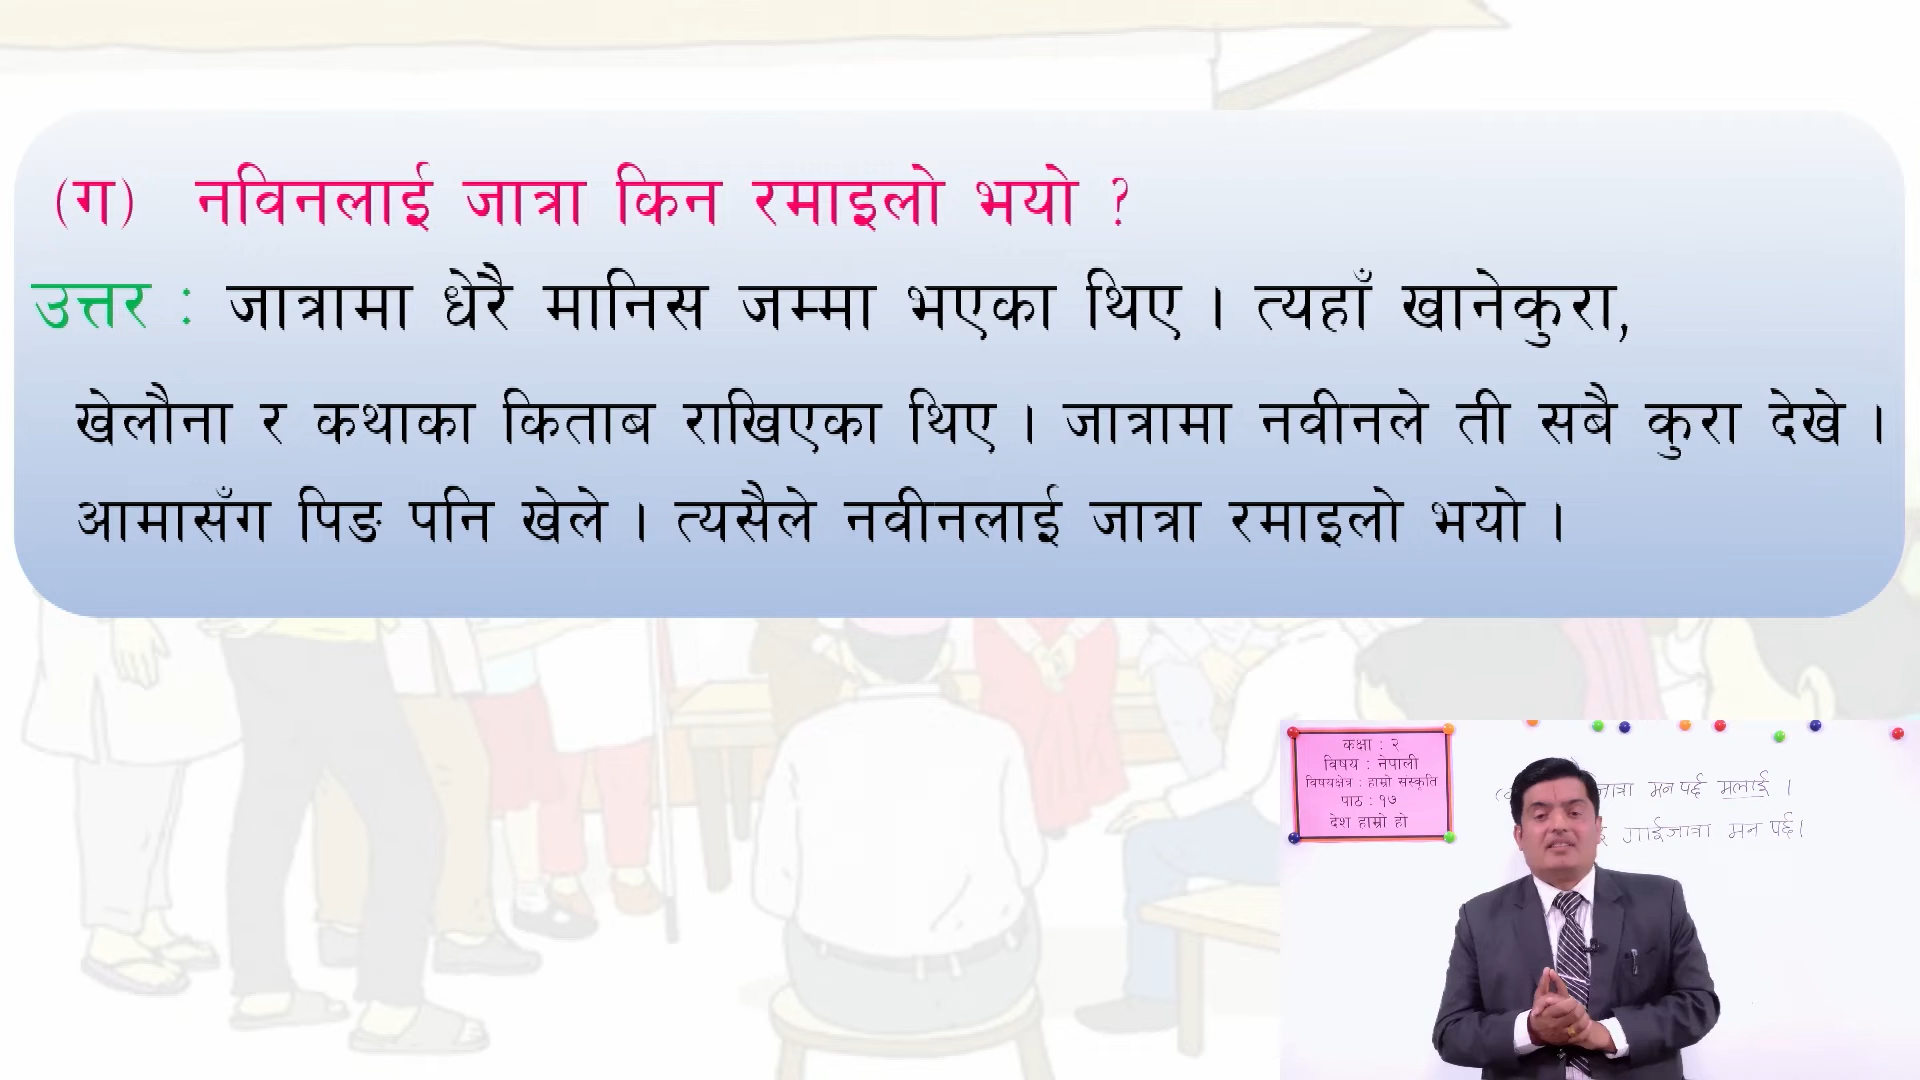 (ग) नविनलाई जात्रा किन रमाइलो भयो ?
उत्तर : जात्रामा धेरै मानिस जम्मा भएका थिए । त्यहाँ खानेकुरा,
खेलौना र कथाका किताब राखिएका थिए । जात्रामा नवीनले ती सबै कुरा देखे ।
आमासँग पिङ पनि खेले । त्यसैले नवीनलाई जात्रा रमाइलो भयो ।
कक्षा : २
विषय : नेपाली
विषयक्षेत्र : हाम्रो संस्कृति
पाठ : १७
देश हाम्रो हो
जात्रा मन पर्छ मलाई ।
गाईजात्रा मन पर्छ।